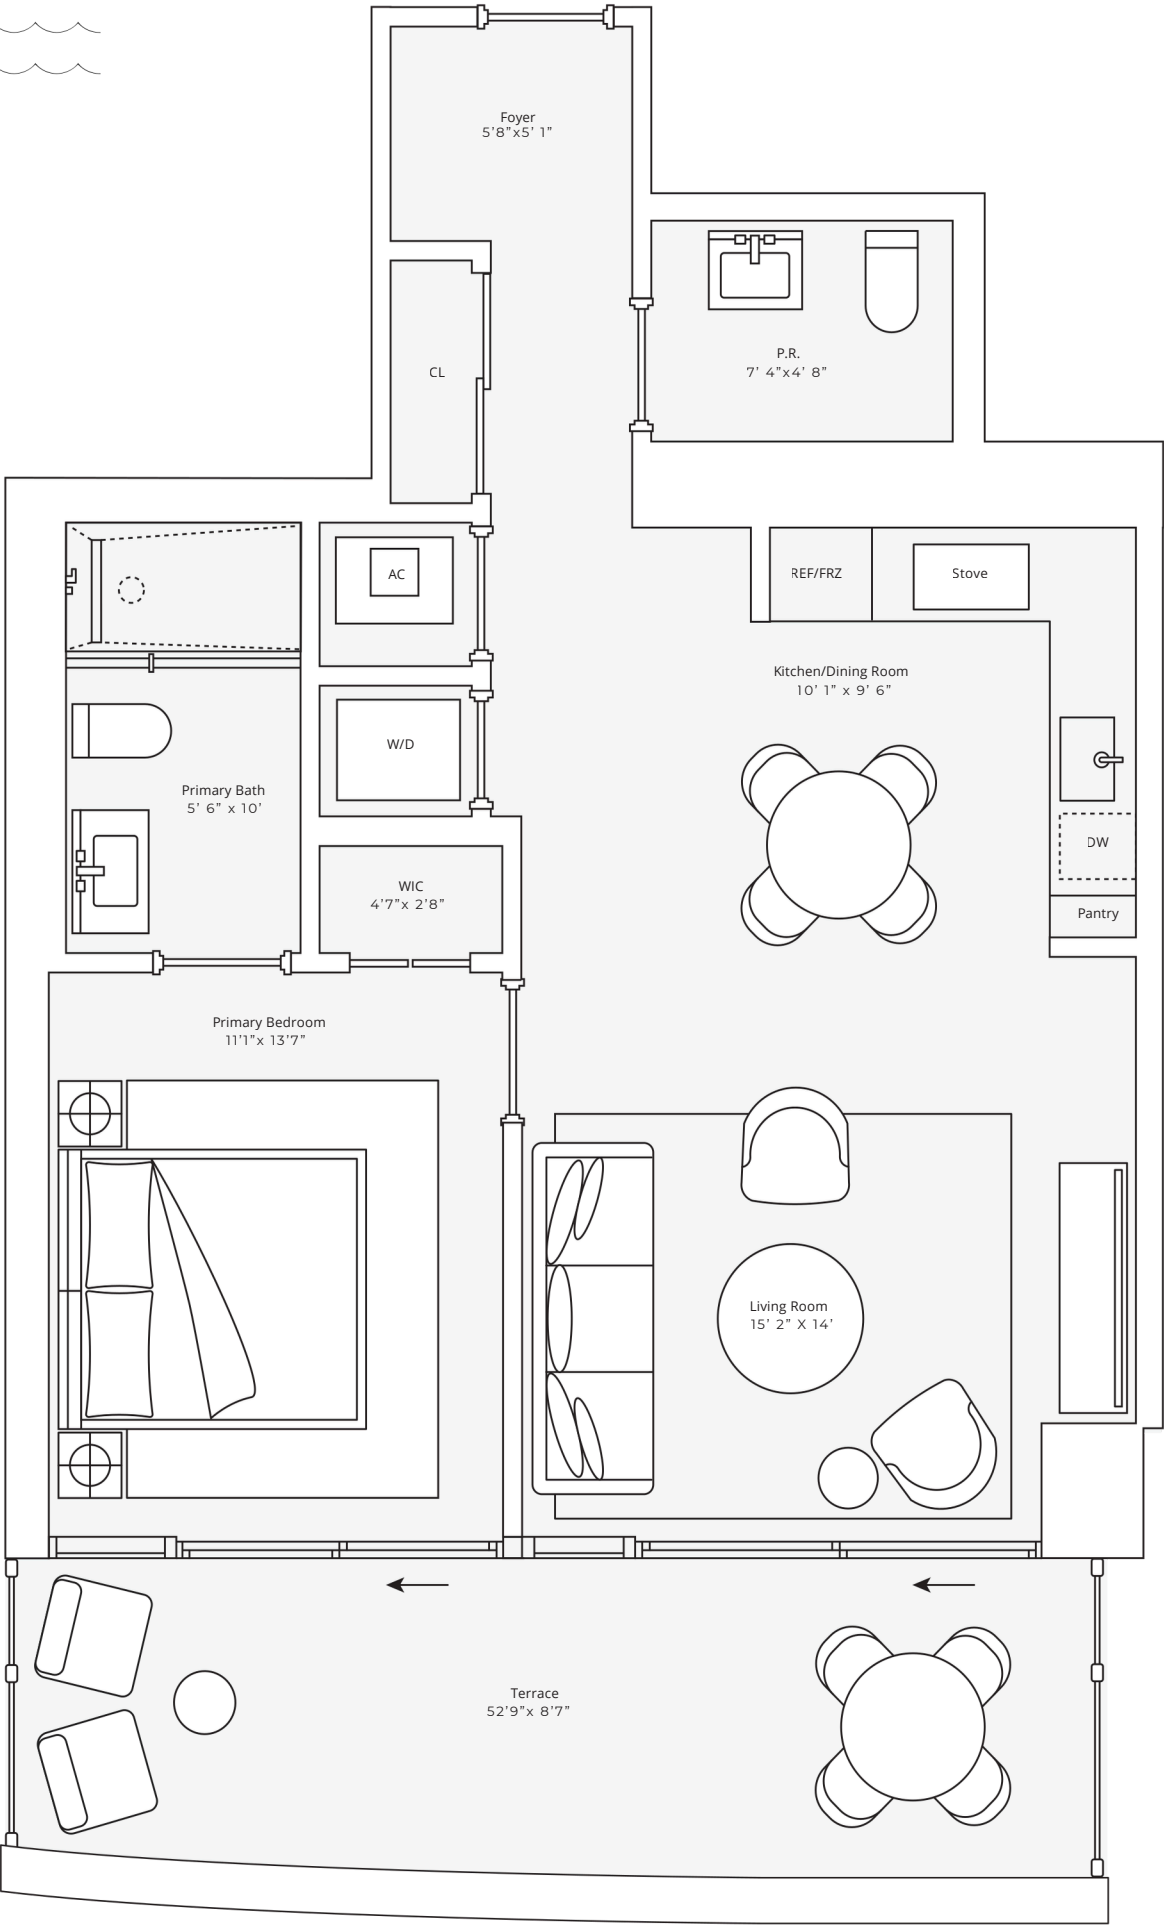 Foyer
5'8"x5' 1"
P.R.
7' 4"x4' 8"
CL
AC
REF/FRZ
Stove
Kitchen/Dining Room
10' 1" x 9' 6"
W/D
Primary Bath
5' 6" x 10'
DW
WIC
4'7"x 2'8"
Pantry
Primary Bedroom
11'1"x 13'7"
Living Room
15' 2" X 14'
Terrace
52'9"x 8'7"